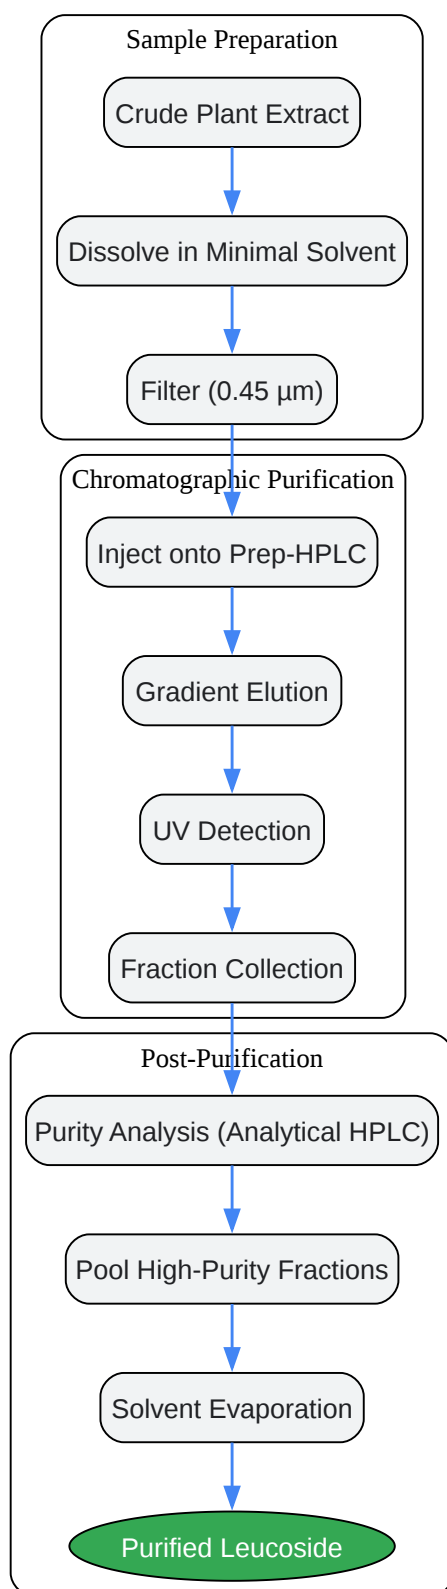 Sample Preparation
Crude Plant Extract
Dissolve in Minimal Solvent
Filter (0.45 µm)
Chromatographic Purification
Inject onto Prep-HPLC
Gradient Elution
UV Detection
Fraction Collection
Post-Purification
Purity Analysis (Analytical HPLC)
Pool High-Purity Fractions
Solvent Evaporation
Purified Leucoside